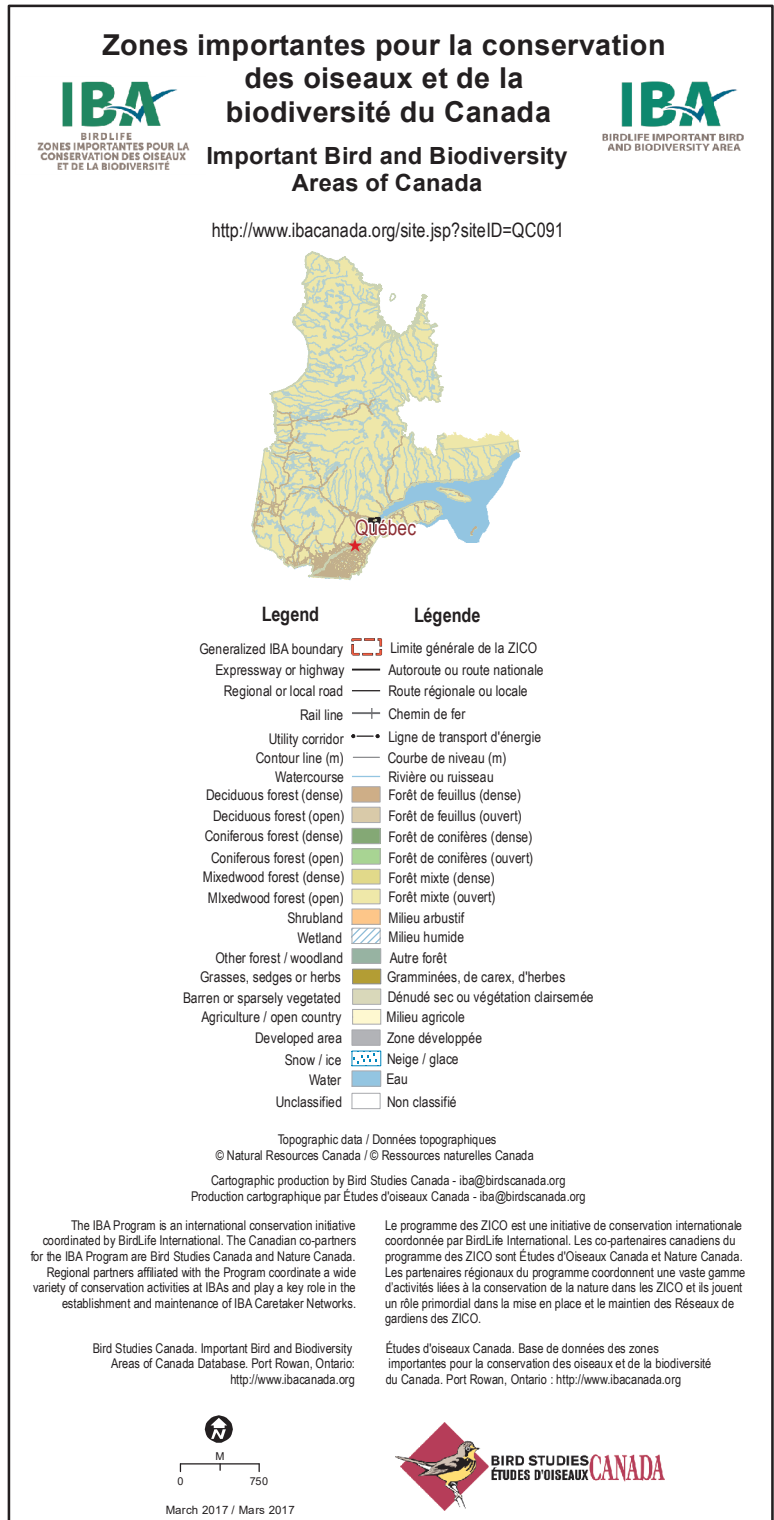 Zones importantes pour la conservation
des oiseaux et de la
biodiversité du Canada
IBA
BIRDLIFE
ZONES IMPORTANTES POUR LA
CONSERVATION DES OISEAUX
ET DE LA BIODIVERSITÉ
IBA
BIRDLIFE IMPORTANT BIRD
AND BIODIVERSITY AREA
Important Bird and Biodiversity
Areas of Canada
http://www.ibacanada.org/site.jsp?siteID=QC091
Québec
Legend Légende
Generalized IBA boundary Limite générale de la ZICO
Expressway or highway Autoroute ou route nationale
Regional or local road Route régionale ou locale
Rail line Chemin de fer
Utility corridor Ligne de transport d'énergie
Contour line (m) Courbe de niveau (m)
Watercourse Rivière ou ruisseau
Deciduous forest (dense) Forêt de feuillus (dense)
Deciduous forest (open) Forêt de feuillus (ouvert)
Coniferous forest (dense) Forêt de conifères (dense)
Coniferous forest (open) Forêt de conifères (ouvert)
Mixedwood forest (dense) Forêt mixte (dense)
MIxedwood forest (open) Forêt mixte (ouvert)
Shrubland Milieu arbustif
Wetland Milieu humide
Other forest / woodland Autre forêt
Grasses, sedges or herbs Gramminées, de carex, d'herbes
Barren or sparsely vegetated Dénudé sec ou végétation clairsemée
Agriculture / open country Milieu agricole
Developed area Zone développée
Snow / ice Neige / glace
Water Eau
Unclassified Non classifié
Topographic data / Données topographiques
© Natural Resources Canada / © Ressources naturelles Canada
Cartographic production by Bird Studies Canada - iba@birdscanada.org
Production cartographique par Études d'oiseaux Canada - iba@birdscanada.org
The IBA Program is an international conservation initiative
coordinated by BirdLife International. The Canadian co-partners
for the IBA Program are Bird Studies Canada and Nature Canada.
Regional partners affiliated with the Program coordinate a wide
variety of conservation activities at IBAs and play a key role in the
establishment and maintenance of IBA Caretaker Networks.
Le programme des ZICO est une initiative de conservation internationale
coordonnée par BirdLife International. Les co-partenaires canadiens du
programme des ZICO sont Études d'Oiseaux Canada et Nature Canada.
Les partenaires régionaux du programme coordonnent une vaste gamme
d'activités liées à la conservation de la nature dans les ZICO et ils jouent
un rôle primordial dans la mise en place et le maintien des Réseaux de
gardiens des ZICO.
Bird Studies Canada. Important Bird and Biodiversity
Areas of Canada Database. Port Rowan, Ontario:
http://www.ibacanada.org
Études d'oiseaux Canada. Base de données des zones
importantes pour la conservation des oiseaux et de la biodiversité
du Canada. Port Rowan, Ontario : http://www.ibacanada.org
N
M
0 750
March 2017 / Mars 2017
BIRD STUDIES
ÉTUDES D'OISEAUX CANADA